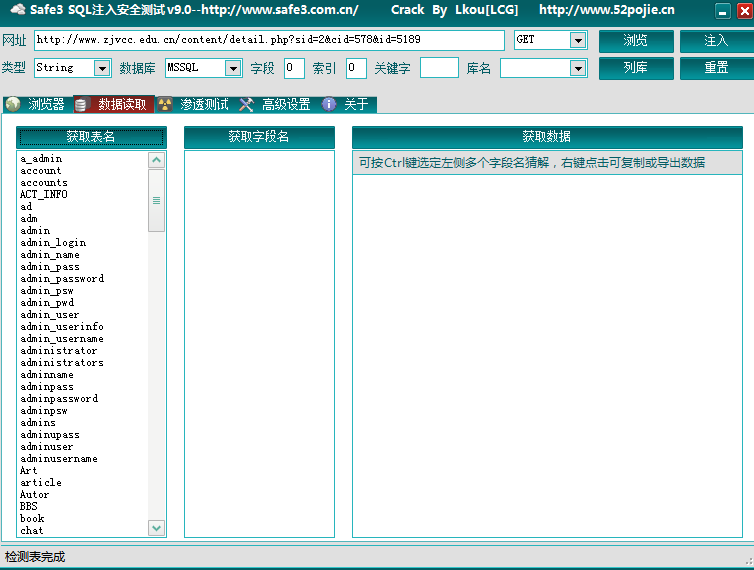 Safe3 SQL注入安全测试 v9.0--http://www.safe3.com.cn/ Crack By Lkou[LCG] http://www.52pojie.cn
网址 http://www.zjvcc.edu.cn/content/detail.php?sid=2&cid=578&id=5189 GET 浏览 注入
类型 String 数据库 MSSQL 字段 0 索引 0 关键字 库名 列库 重置
浏览器 数据读取 渗透测试 高级设置 关于
获取表名 获取字段名 获取数据
可按Ctrl键选定左侧多个字段名猜解，右键点击可复制或导出数据
a_admin
account
accounts
ACT_INFO
ad
adm
admin
admin_login
admin_name
admin_pass
admin_password
admin_psw
admin_pwd
admin_user
admin_userinfo
admin_username
administrator
administrators
adminname
adminpass
adminpassword
adminpsw
admins
adminupass
adminuser
adminusername
Art
article
Autor
BBS
book
chat
检测表完成